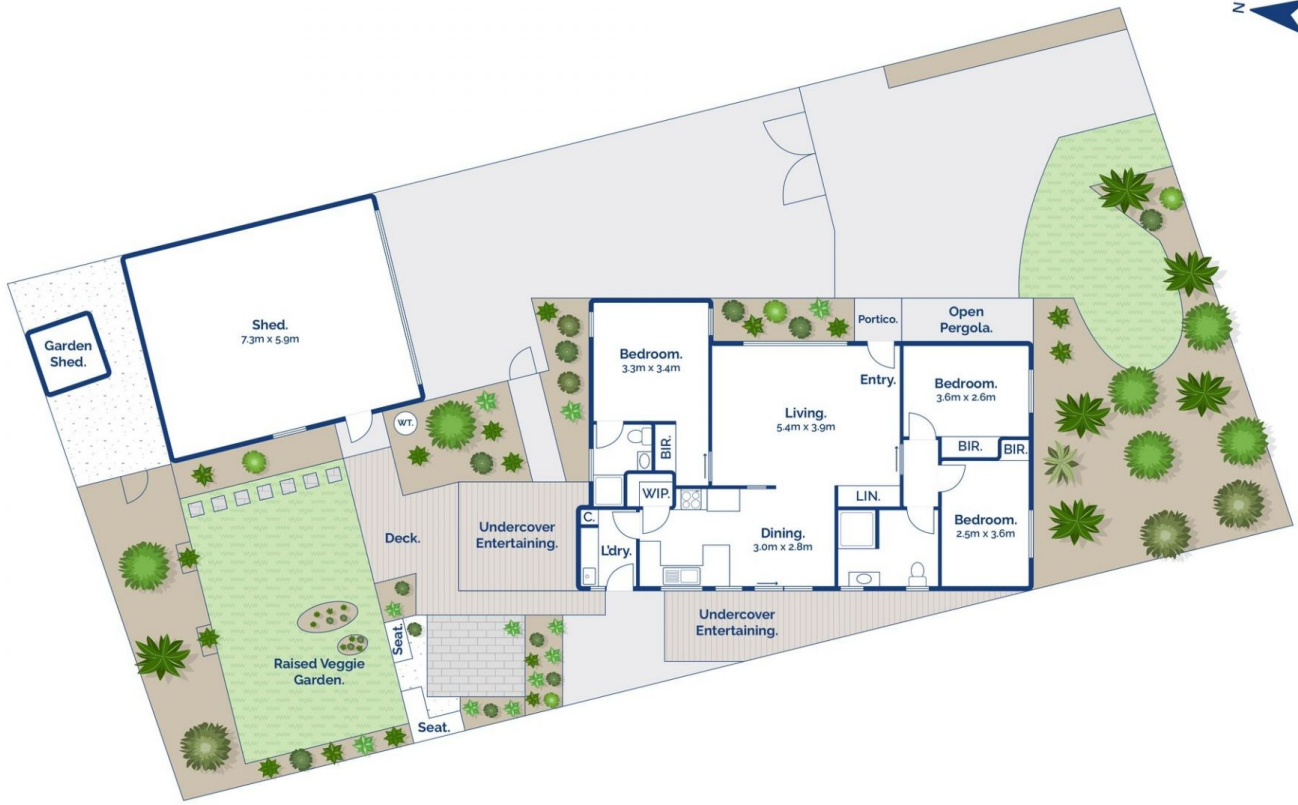 N
Shed.
7.3m x 5.9m
Garden
Shed.
WT.
Bedroom.
3.3m x 3.4m
BIR.
WIP.
Portico.
Open
Pergola.
Entry.
Living.
5.4m x 3.9m
Bedroom.
3.6m x 2.6m
BIR.
BIR.
LIN.
Bedroom.
2.5m x 3.6m
Dining.
3.0m x 2.8m
C.
L'dry.
Undercover
Entertaining.
Deck.
Undercover
Entertaining.
Seat.
Raised Veggie
Garden.
Seat.